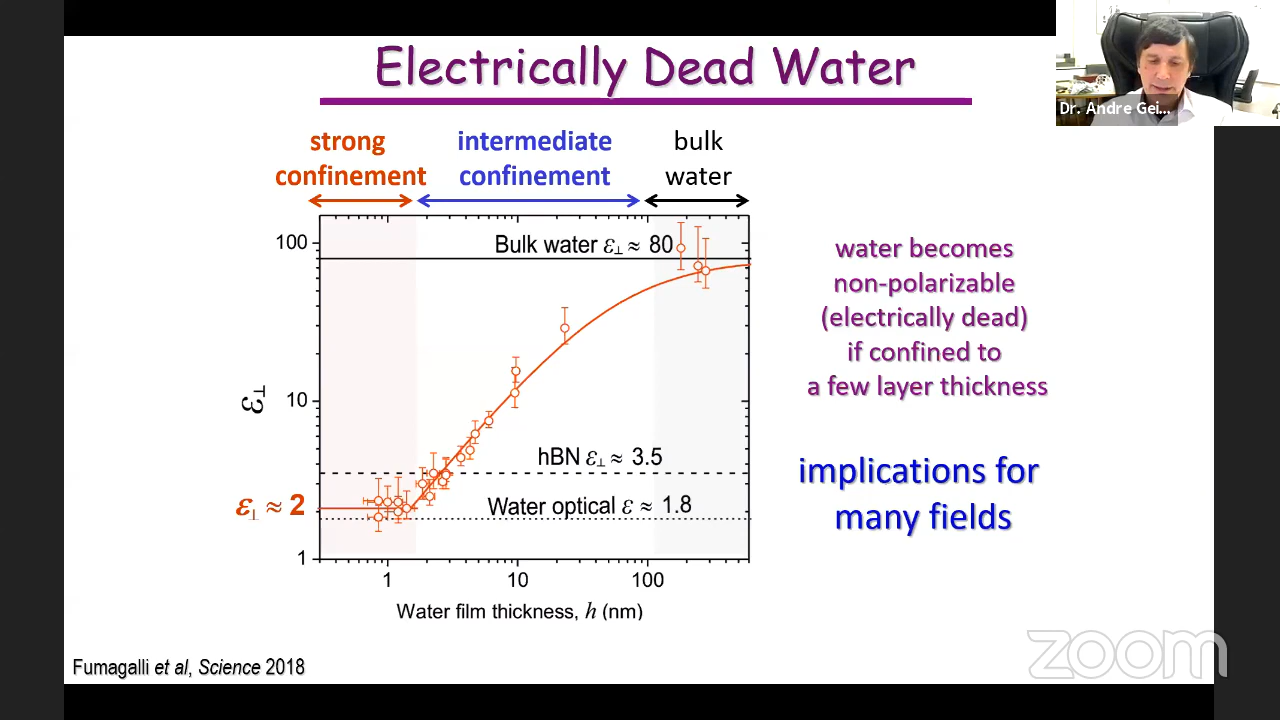 Electrically Dead Water
Dr. Andre Gei...
strong
confinement
intermediate
confinement
bulk
water
100
10
1
ε⊥
ε⊥ ≈ 2
Bulk water ε⊥ ≈ 80
hBN ε⊥ ≈ 3.5
Water optical ε ≈ 1.8
1
10
100
Water film thickness, h (nm)
water becomes
non-polarizable
(electrically dead)
if confined to
a few layer thickness
implications for
many fields
Fumagalli et al, Science 2018
zoom